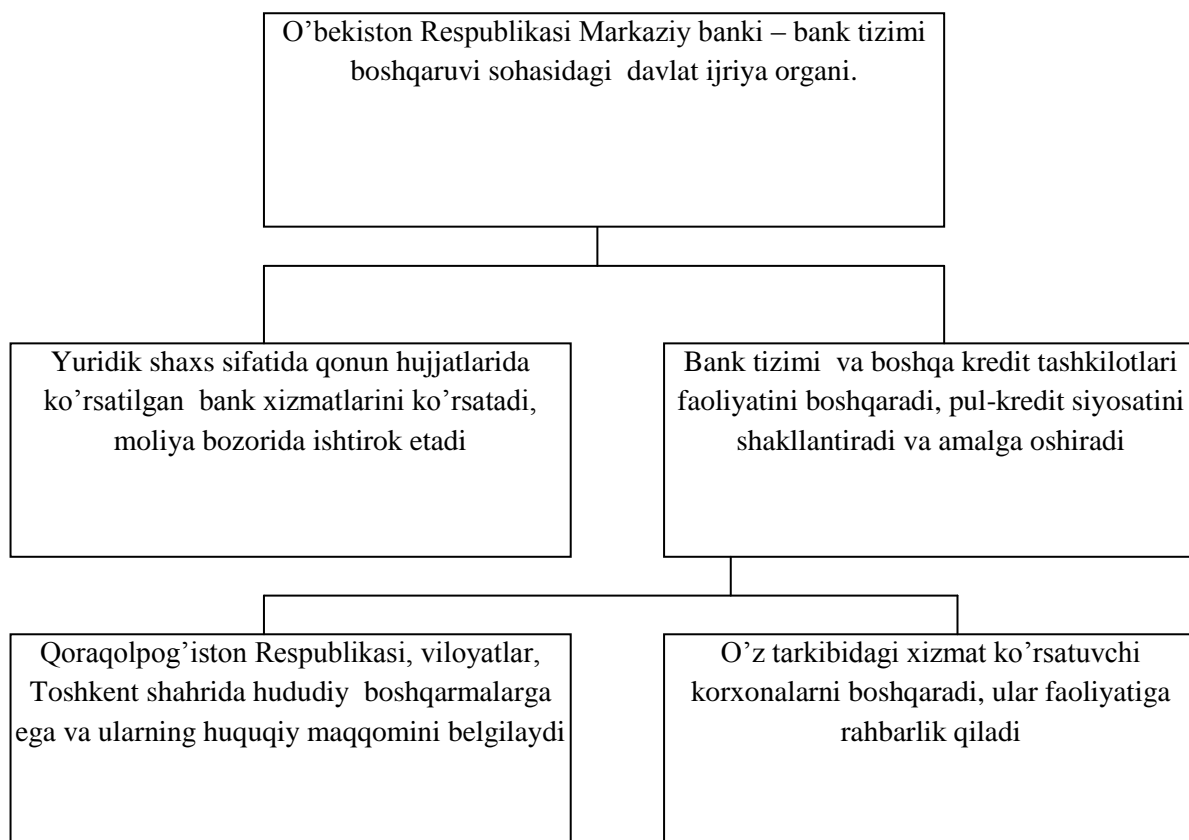 O’bekiston Respublikasi Markaziy banki – bank tizimi
boshqaruvi sohasidagi davlat ijriya organi.
Yuridik shaxs sifatida qonun hujjatlarida
ko’rsatilgan bank xizmatlarini ko’rsatadi,
moliya bozorida ishtirok etadi
Bank tizimi va boshqa kredit tashkilotlari
faoliyatini boshqaradi, pul-kredit siyosatini
shakllantiradi va amalga oshiradi
Qoraqolpog’iston Respublikasi, viloyatlar,
Toshkent shahrida hududiy boshqarmalarga
ega va ularning huquqiy maqqomini belgilaydi
O’z tarkibidagi xizmat ko’rsatuvchi
korxonalarni boshqaradi, ular faoliyatiga
rahbarlik qiladi